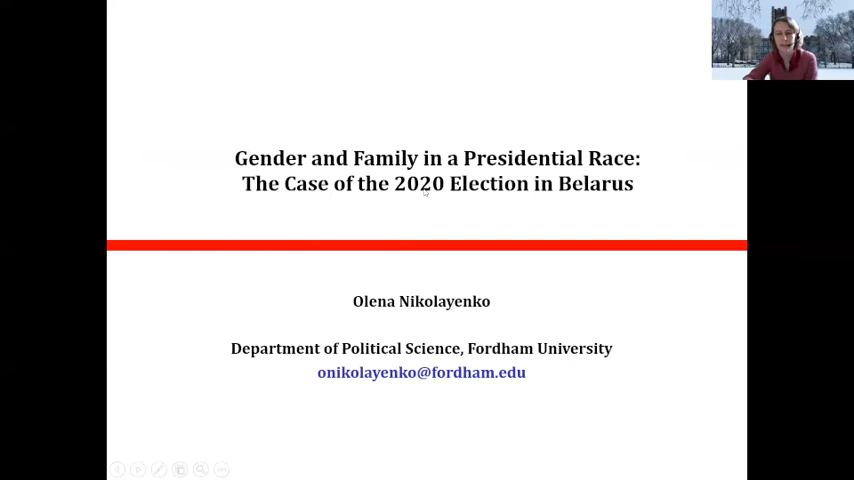 Gender and Family in a Presidential Race:
The Case of the 2020 Election in Belarus
Olena Nikolayenko
Department of Political Science, Fordham University
onikolayenko@fordham.edu